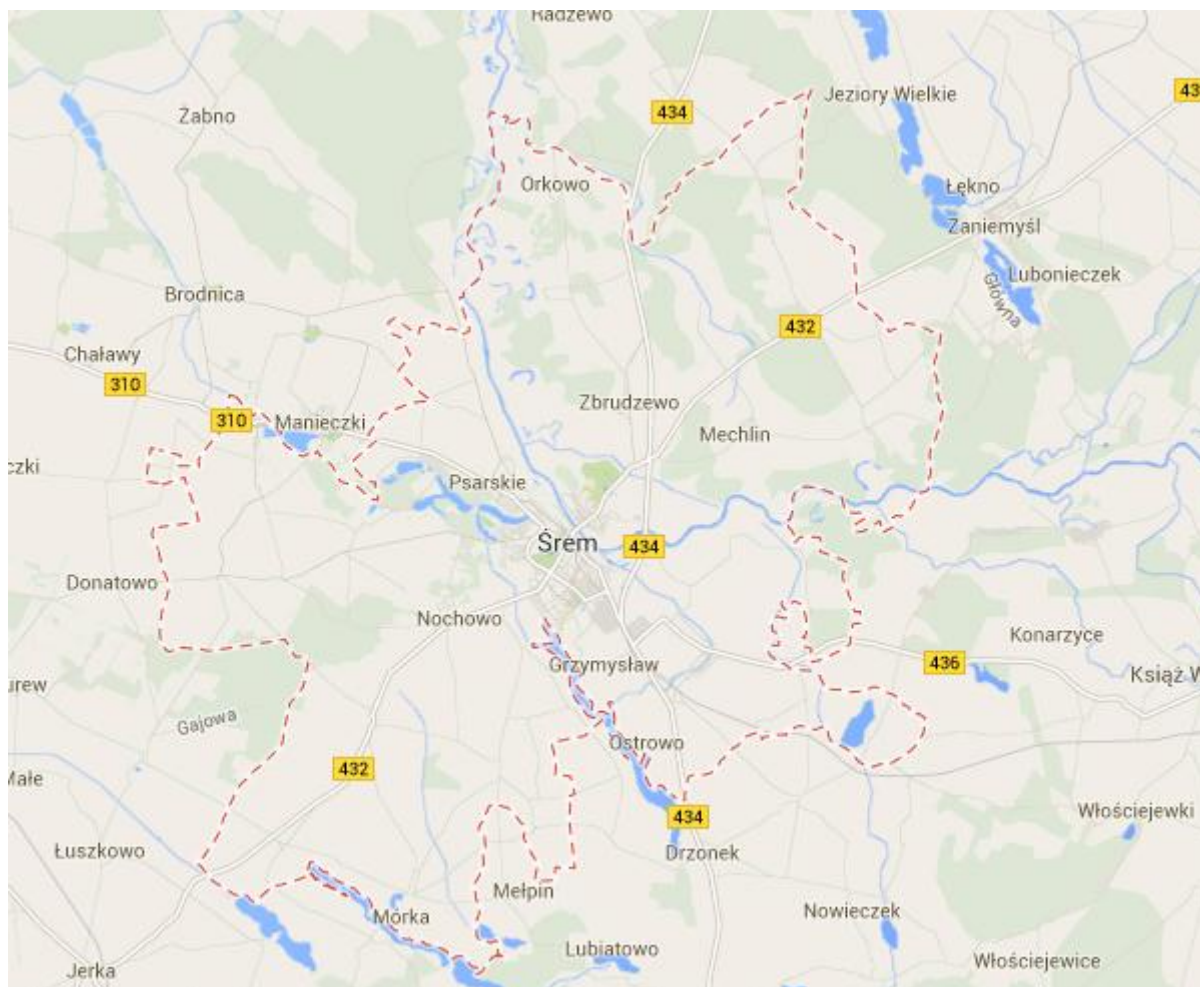 Radzewo
Jeziory Wielkie
434
Żabno
Łękno
Orkowo
Zaniemyśl
Główna
Lubonieczek
Brodnica
432
Chaławy
310
310
Manieczki
Zbrudzewo
Mechlin
Psarskie
Śrem
434
Donatowo
Nochowo
Konarzyce
Grzymysław
436
Gajowa
Ostrowo
432
434
Włościejewki
Łuszkowo
Drzonek
Mełpin
Mórka
Nowieczek
Lubiatowo
Włościejewice
Jerka